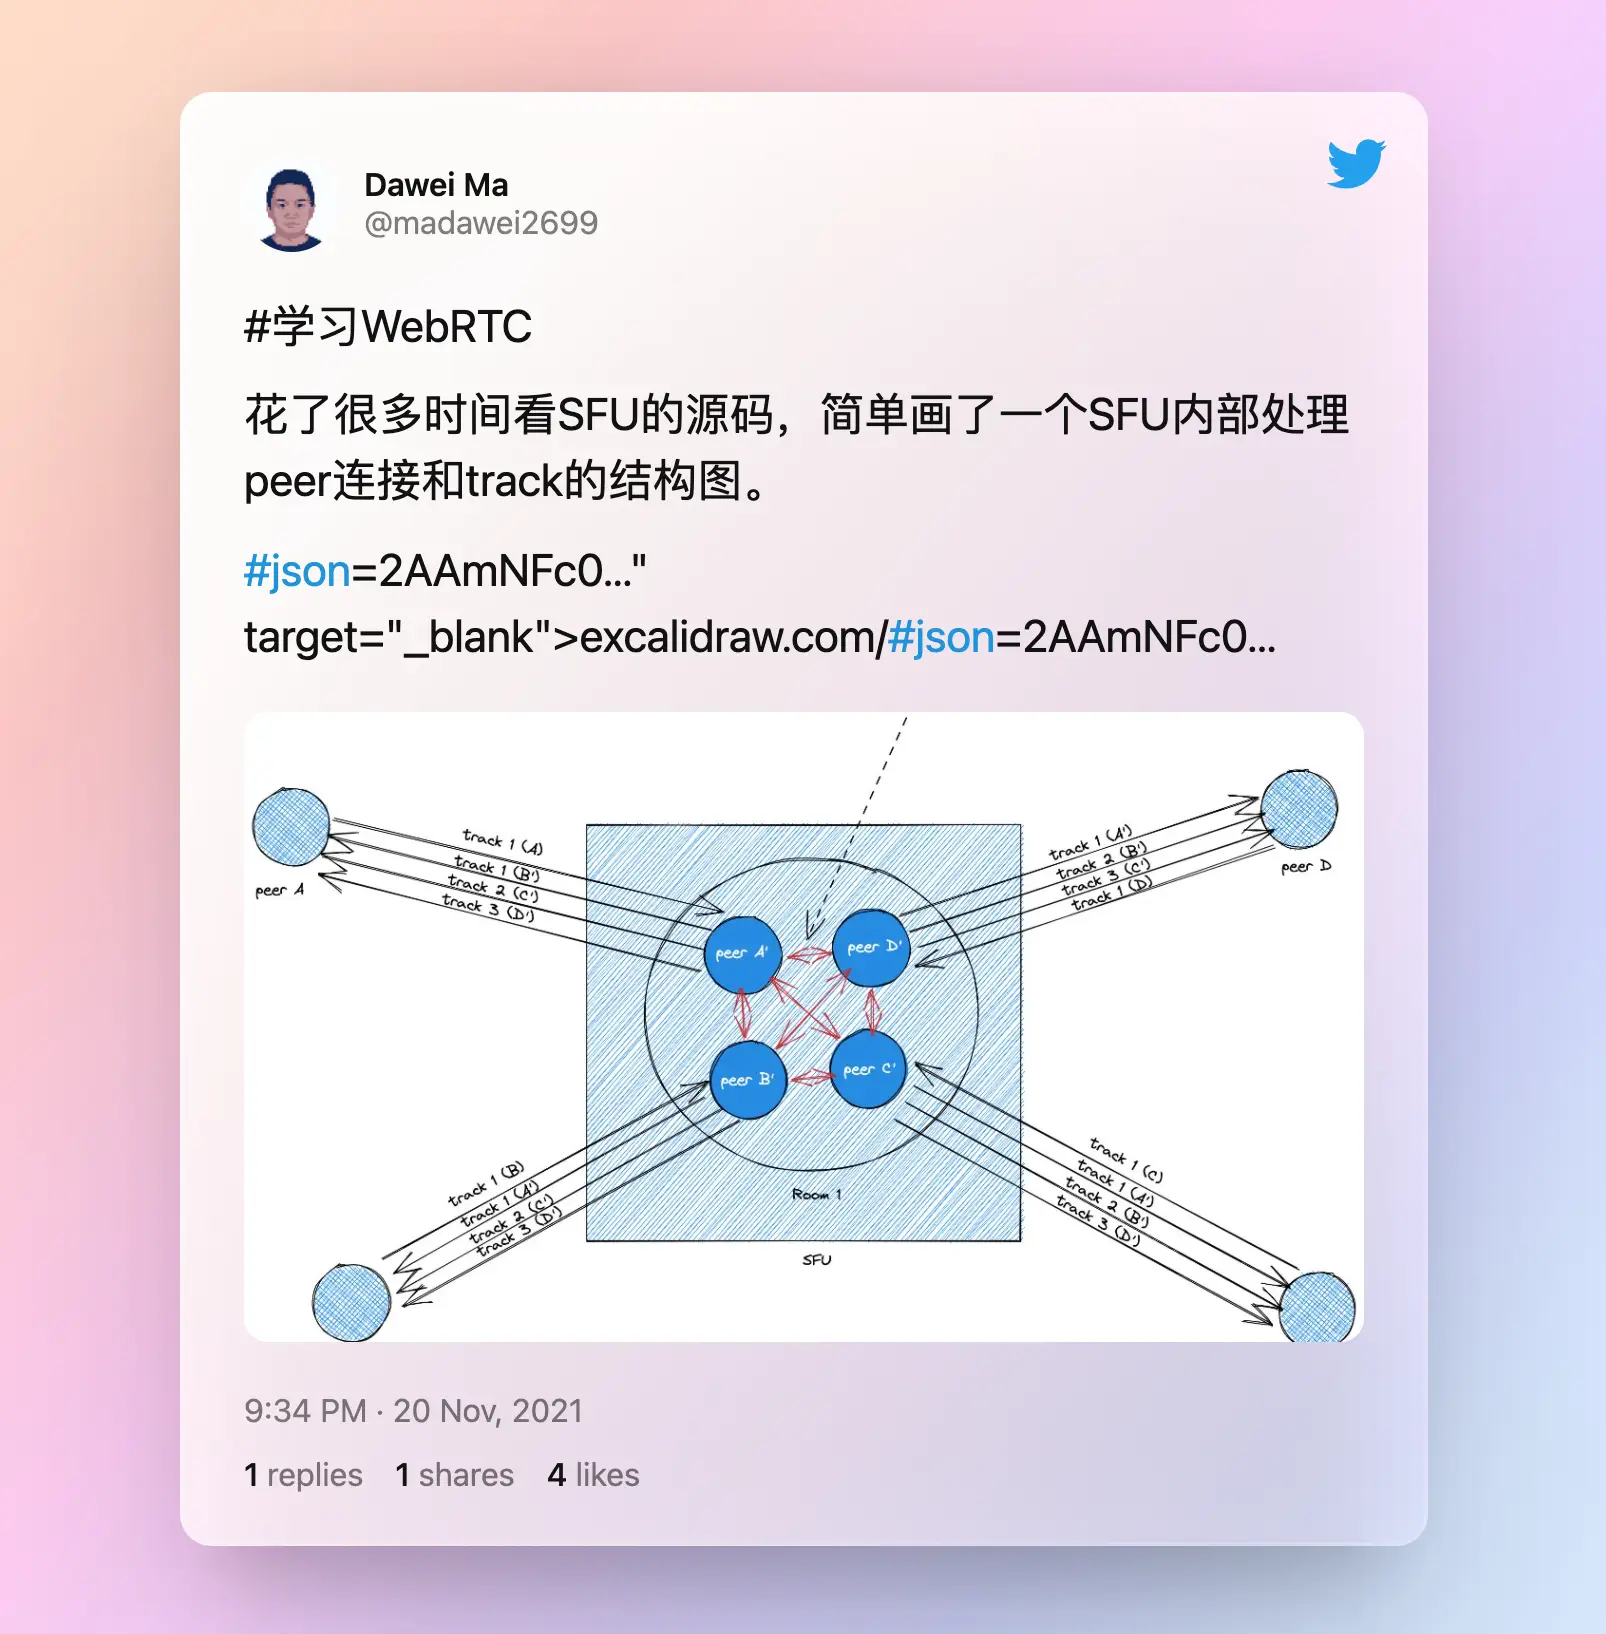 Dawei Ma
@madawei2699
#学习WebRTC
花了很多时间看SFU的源码，简单画了一个SFU内部处理
peer连接和track的结构图。
#json=2AAmNFc0…"
target="_blank">excalidraw.com/#json=2AAmNFc0…
peer A
track 1 (A)
track 1 (B')
track 2 (C')
track 3 (D')
track 1 (A')
track 2 (B')
track 3 (C')
track 1 (D)
peer D
peer A'
peer D'
peer B'
peer C'
Room 1
SFU
track 1 (B)
track 1 (A')
track 2 (C')
track 3 (D')
track 1 (C)
track 1 (A')
track 2 (B')
track 3 (D')
9:34 PM · 20 Nov, 2021
1 replies 1 shares 4 likes